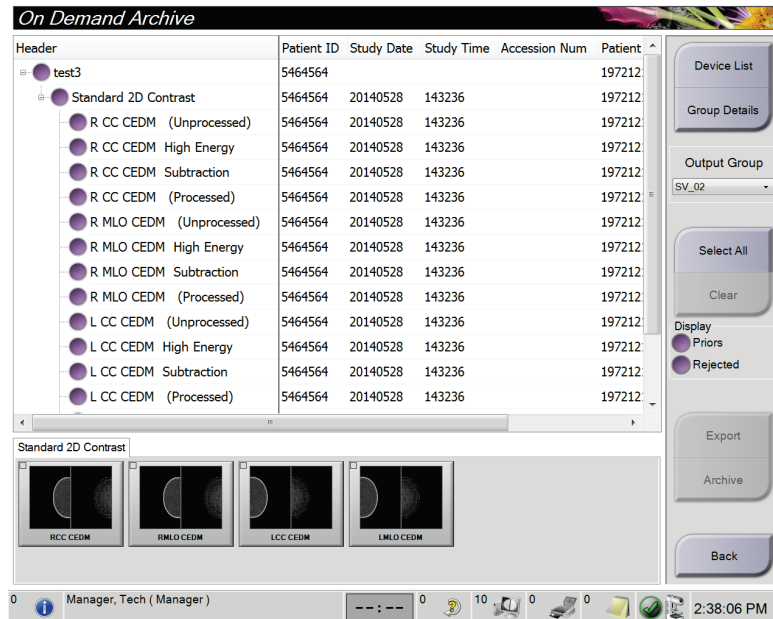 On Demand Archive
Header Patient ID Study Date Study Time Accession Num Patient
test3 5464564 197212
Standard 2D Contrast 5464564 20140528 143236 197212
R CC CEDM (Unprocessed) 5464564 20140528 143236 197212
R CC CEDM High Energy 5464564 20140528 143236 197212
R CC CEDM Subtraction 5464564 20140528 143236 197212
R CC CEDM (Processed) 5464564 20140528 143236 197212
R MLO CEDM (Unprocessed) 5464564 20140528 143236 197212
R MLO CEDM High Energy 5464564 20140528 143236 197212
R MLO CEDM Subtraction 5464564 20140528 143236 197212
R MLO CEDM (Processed) 5464564 20140528 143236 197212
L CC CEDM (Unprocessed) 5464564 20140528 143236 197212
L CC CEDM High Energy 5464564 20140528 143236 197212
L CC CEDM Subtraction 5464564 20140528 143236 197212
L CC CEDM (Processed) 5464564 20140528 143236 197212
Device List
Group Details
Output Group
SV_02
Select All
Clear
Display
Priors
Rejected
Export
Archive
Back
Standard 2D Contrast
RCC CEDM RMLO CEDM LCC CEDM LMLO CEDM
0 Manager, Tech ( Manager ) --:-- 0 10 0 0 2:38:06 PM